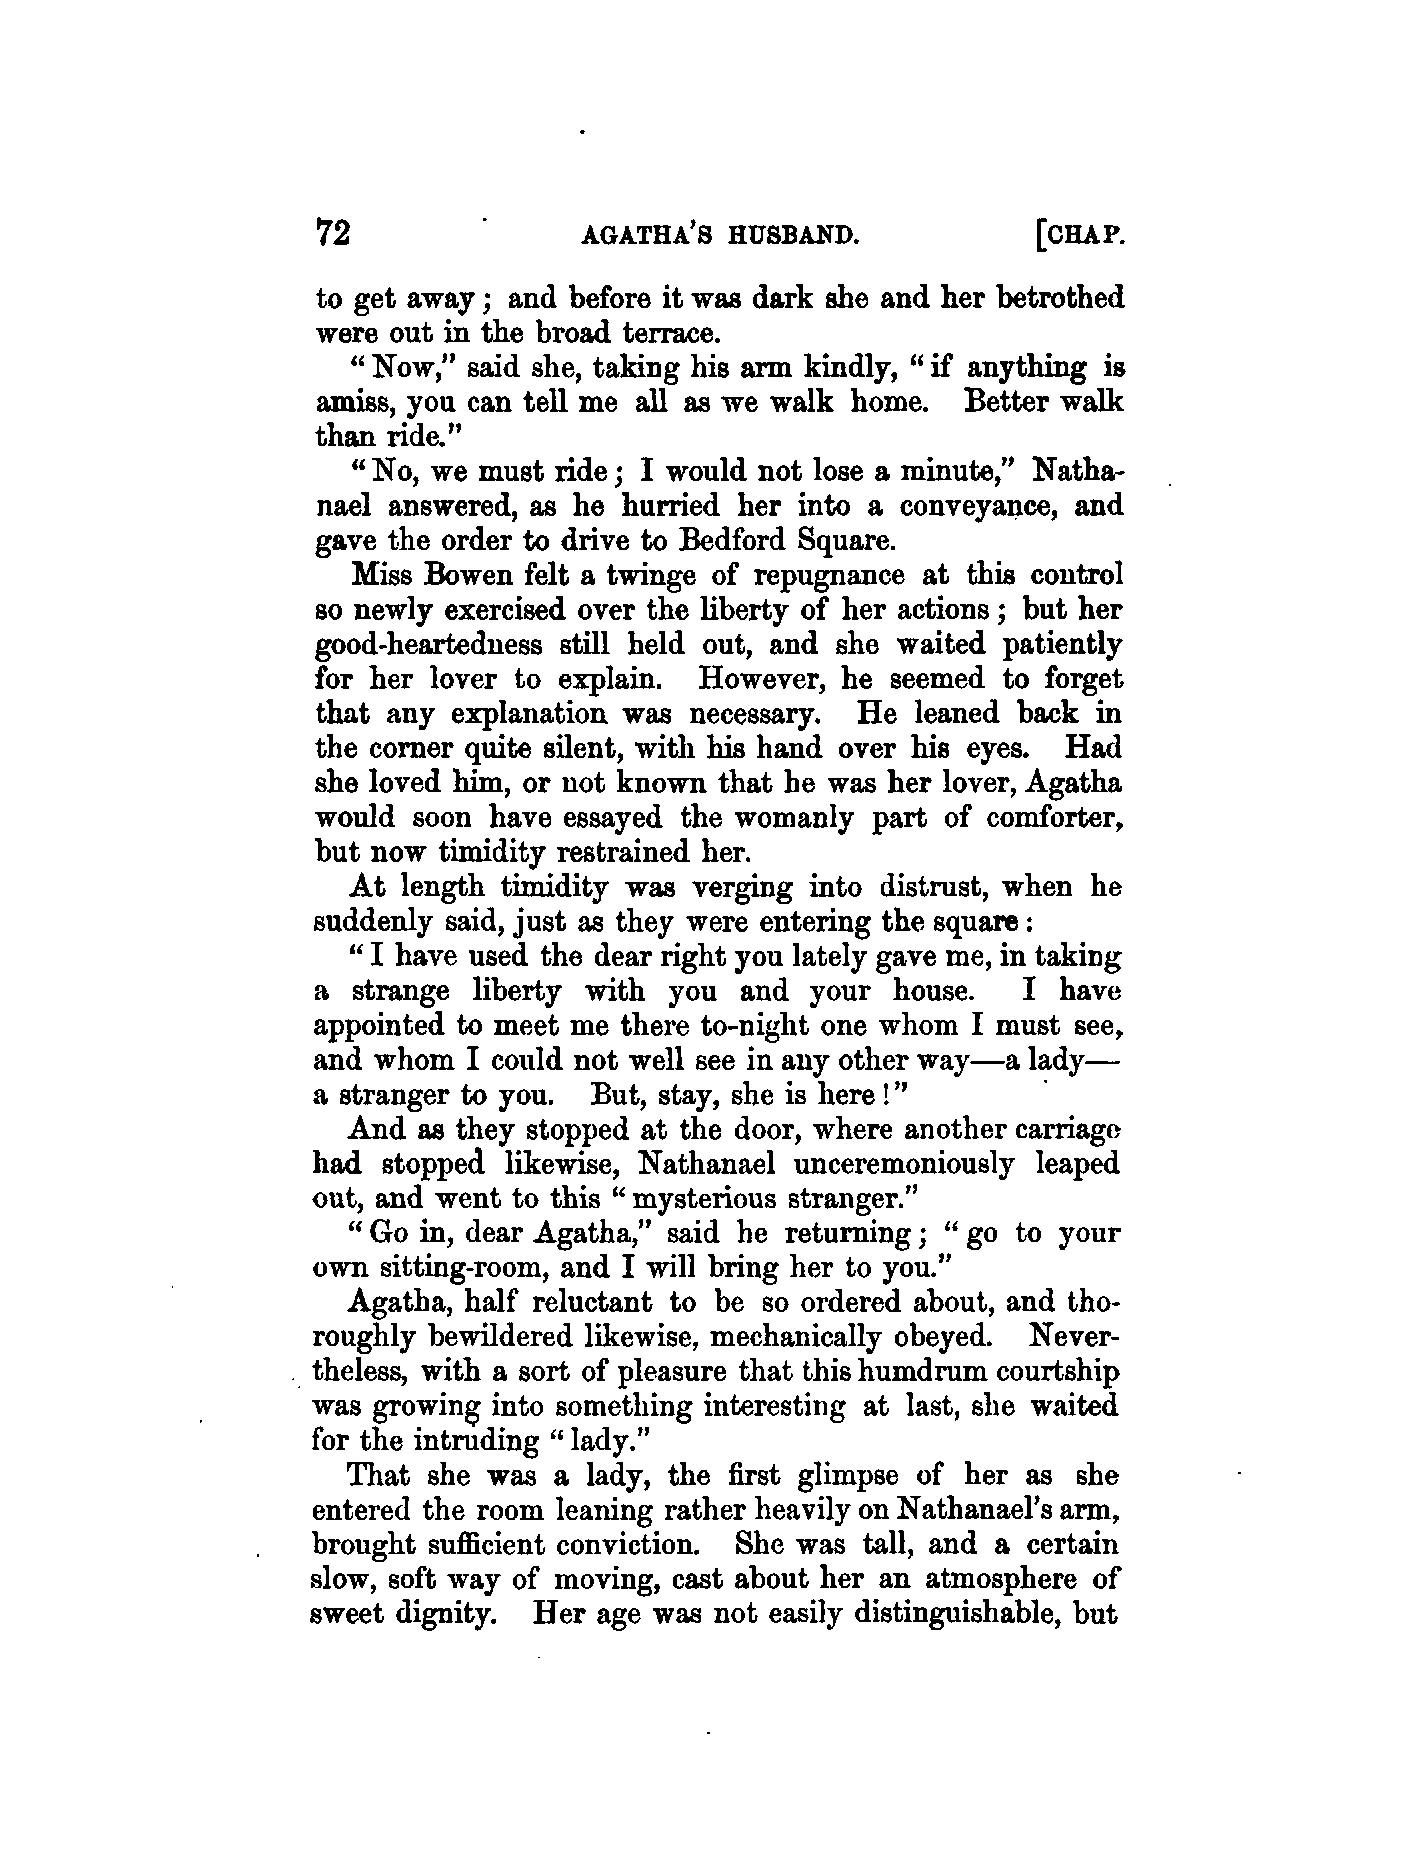 72 AGATHA'S HUSBAND. [CHAP.
to get away; and before it was dark she and her betrothed
were out in the broad terrace.
"Now," said she, taking his arm kindly, "if anything is
amiss, you can tell me all as we walk home. Better walk
than ride."
"No, we must ride; I would not lose a minute," Natha-
nael answered, as he hurried her into a conveyance, and
gave the order to drive to Bedford Square.
Miss Bowen felt a twinge of repugnance at this control
so newly exercised over the liberty of her actions; but her
good-heartedness still held out, and she waited patiently
for her lover to explain. However, he seemed to forget
that any explanation was necessary. He leaned back in
the corner quite silent, with his hand over his eyes. Had
she loved him, or not known that he was her lover, Agatha
would soon have essayed the womanly part of comforter,
but now timidity restrained her.
At length timidity was verging into distrust, when he
suddenly said, just as they were entering the square:
"I have used the dear right you lately gave me, in taking
a strange liberty with you and your house. I have
appointed to meet me there to-night one whom I must see,
and whom I could not well see in any other way—a lady—
a stranger to you. But, stay, she is here!"
And as they stopped at the door, where another carriage
had stopped likewise, Nathanael unceremoniously leaped
out, and went to this "mysterious stranger."
"Go in, dear Agatha," said he returning; "go to your
own sitting-room, and I will bring her to you."
Agatha, half reluctant to be so ordered about, and tho-
roughly bewildered likewise, mechanically obeyed. Never-
theless, with a sort of pleasure that this humdrum courtship
was growing into something interesting at last, she waited
for the intruding "lady."
That she was a lady, the first glimpse of her as she
entered the room leaning rather heavily on Nathanael's arm,
brought sufficient conviction. She was tall, and a certain
slow, soft way of moving, cast about her an atmosphere of
sweet dignity. Her age was not easily distinguishable, but